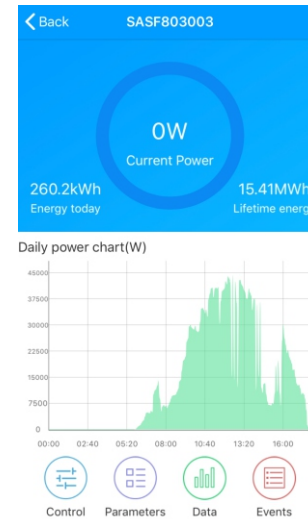 Back SASF803003
0W
Current Power
260.2kWh 15.41MWh
Energy today Lifetime energ
Daily power chart(W)
45000
37500
30000
22500
15000
7500
0
00:00 02:40 05:20 08:00 10:40 13:20 16:00
Control Parameters Data Events